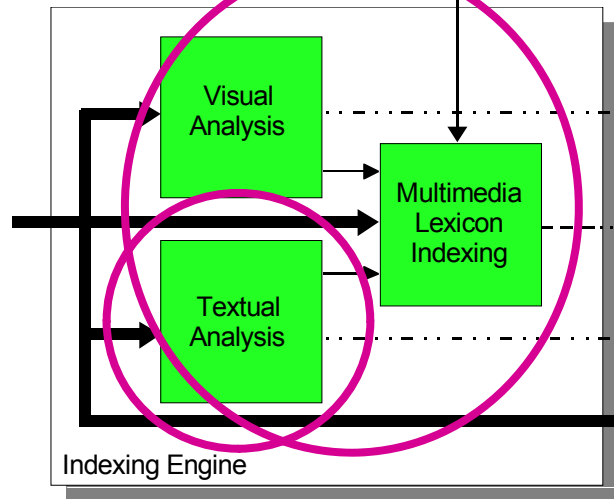 Visual
Analysis
Multimedia
Lexicon
Indexing
Textual
Analysis
Indexing Engine